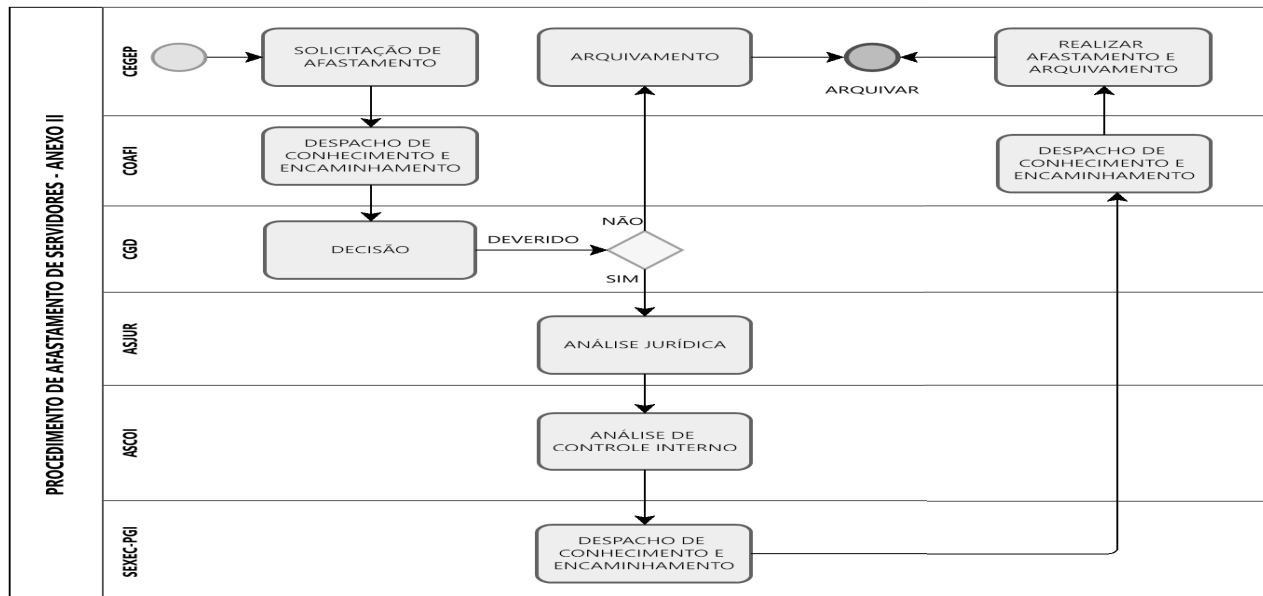 PROCEDIMENTO DE AFASTAMENTO DE SERVIDORES - ANEXO II
CEGEP
SOLICITAÇÃO DE
AFASTAMENTO
ARQUIVAMENTO
ARQUIVAR
REALIZAR
AFASTAMENTO E
ARQUIVAMENTO
COAFI
DESPACHO DE
CONHECIMENTO E
ENCAMINHAMENTO
DESPACHO DE
CONHECIMENTO E
ENCAMINHAMENTO
CGD
DECISÃO
DEVERIDO
NÃO
SIM
ASJUR
ANÁLISE JURÍDICA
ASCOI
ANÁLISE DE
CONTROLE INTERNO
SEXEC-PGI
DESPACHO DE
CONHECIMENTO E
ENCAMINHAMENTO